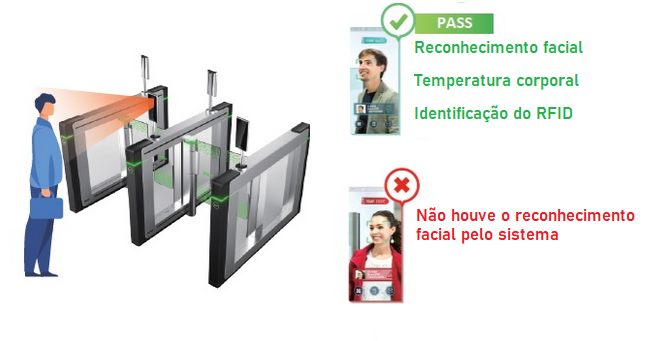 PASS
Reconhecimento facial
Temperatura corporal
Identificação do RFID
Não houve o reconhecimento
facial pelo sistema